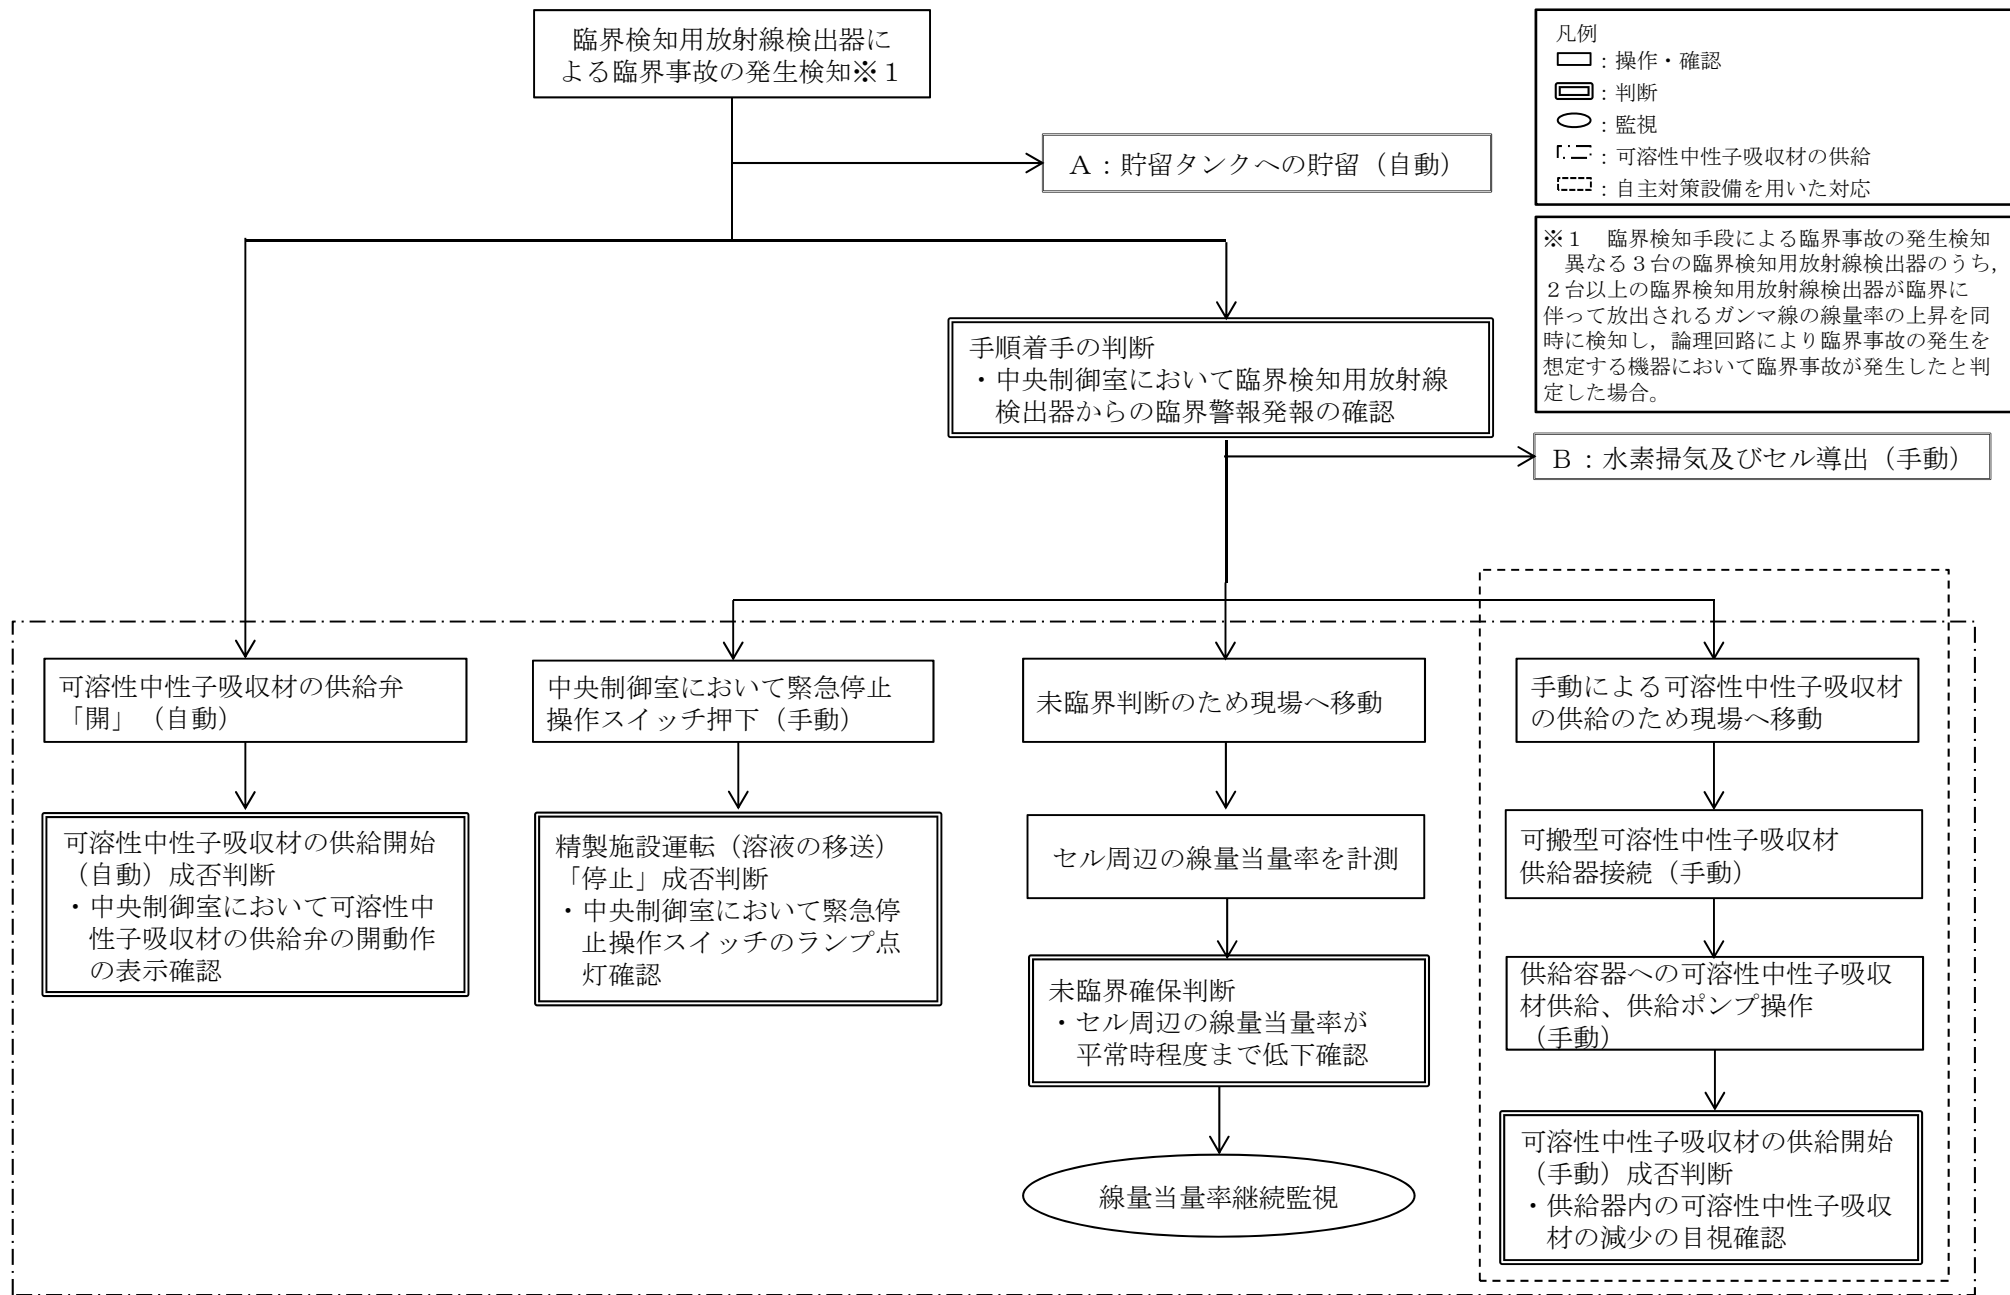 臨界検知用放射線検出器に
よる臨界事故の発生検知※１
Ａ：貯留タンクへの貯留（自動）
凡例
：操作・確認
：判断
：監視
：可溶性中性子吸収材の供給
：自主対策設備を用いた対応
※１　臨界検知手段による臨界事故の発生検知
異なる３台の臨界検知用放射線検出器のうち，
２台以上の臨界検知用放射線検出器が臨界に
伴って放出されるガンマ線の線量率の上昇を同
時に検知し，論理回路により臨界事故の発生を
想定する機器において臨界事故が発生したと判
定した場合。
手順着手の判断
・中央制御室において臨界検知用放射線
検出器からの臨界警報発報の確認
Ｂ：水素掃気及びセル導出（手動）
可溶性中性子吸収材の供給弁
「開」（自動）
中央制御室において緊急停止
操作スイッチ押下（手動）
未臨界判断のため現場へ移動
手動による可溶性中性子吸収材
の供給のため現場へ移動
可溶性中性子吸収材の供給開始
（自動）成否判断
・中央制御室において可溶性中
性子吸収材の供給弁の開動作
の表示確認
精製施設運転（溶液の移送）
「停止」成否判断
・中央制御室において緊急停
止操作スイッチのランプ点
灯確認
セル周辺の線量当量率を計測
可搬型可溶性中性子吸収材
供給器接続（手動）
未臨界確保判断
・セル周辺の線量当量率が
平常時程度まで低下確認
供給容器への可溶性中性子吸収
材供給、供給ポンプ操作
（手動）
線量当量率継続監視
可溶性中性子吸収材の供給開始
（手動）成否判断
・供給器内の可溶性中性子吸収
材の減少の目視確認